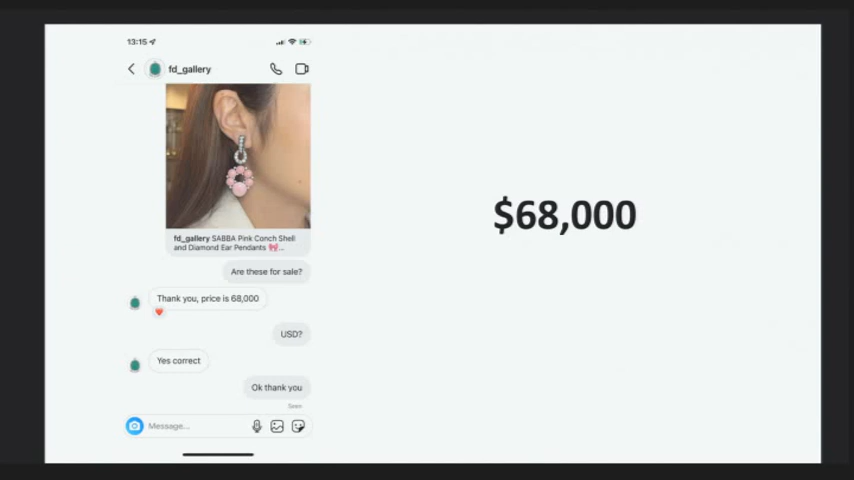 13:15
fd_gallery
fd_gallery SABBA Pink Conch Shell
and Diamond Ear Pendants 🎀...
Are these for sale?
Thank you, price is 68,000
❤️
USD?
Yes correct
Ok thank you
Seen
Message...
$68,000